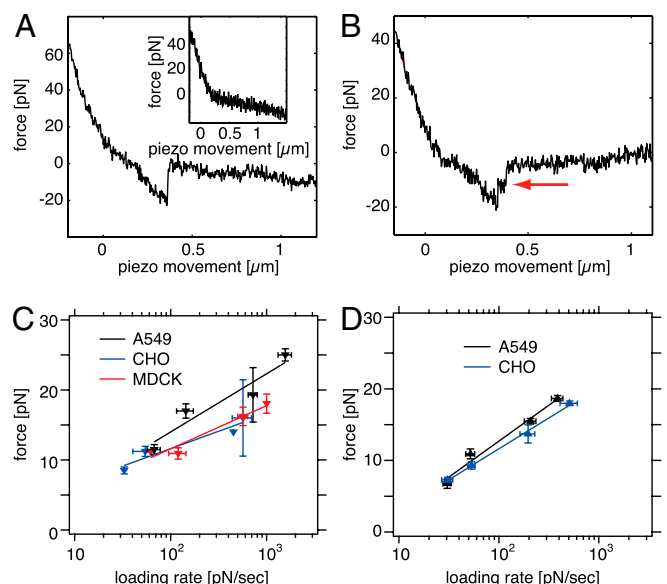 A
force [pN]
60
40
20
0
-20
0
0.5
1
piezo movement [µm]
force [pN]
40
20
0
0
0.5
1
piezo movement [µm]
B
force [pN]
40
20
0
-20
0
0.5
1
piezo movement [µm]
C
force [pN]
30
20
10
0
A549
CHO
MDCK
10
10²
10³
loading rate [pN/sec]
D
force [pN]
30
20
10
0
A549
CHO
10
10²
10³
loading rate [pN/sec]